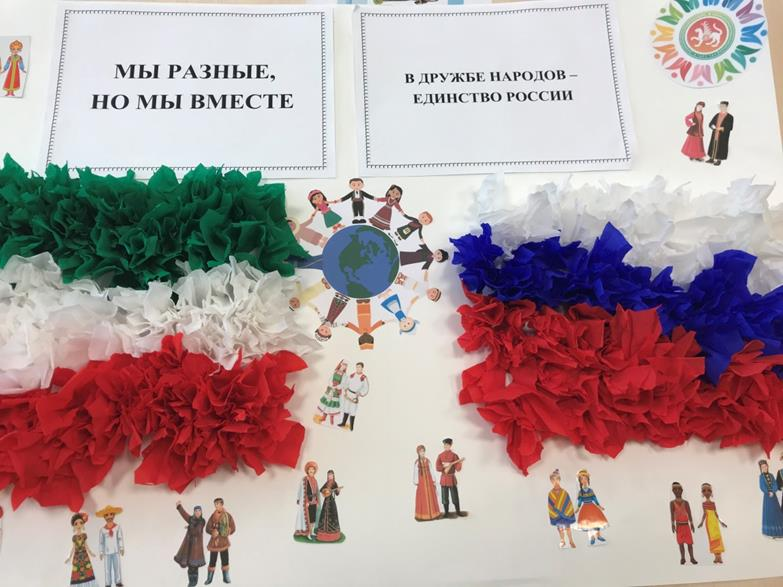 МЫ РАЗНЫЕ,
НО МЫ ВМЕСТЕ
В ДРУЖБЕ НАРОДОВ –
ЕДИНСТВО РОССИИ